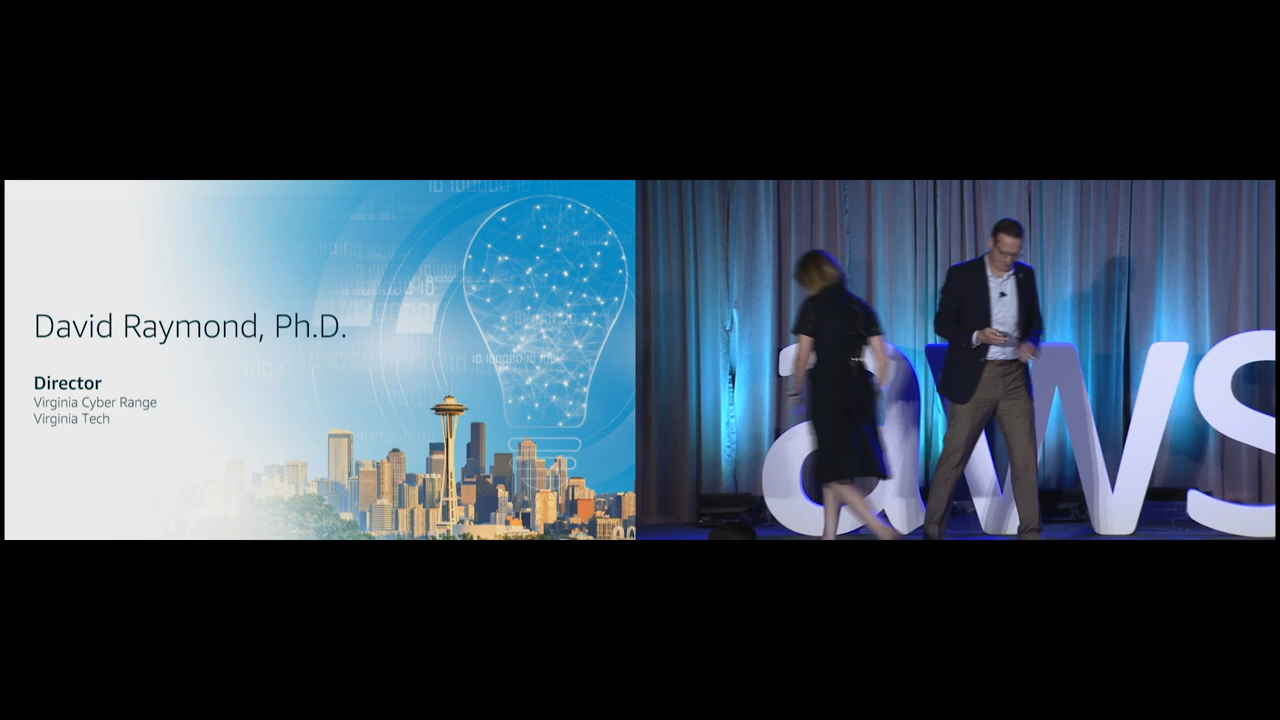 David Raymond, Ph.D.
Director
Virginia Cyber Range
Virginia Tech
aws